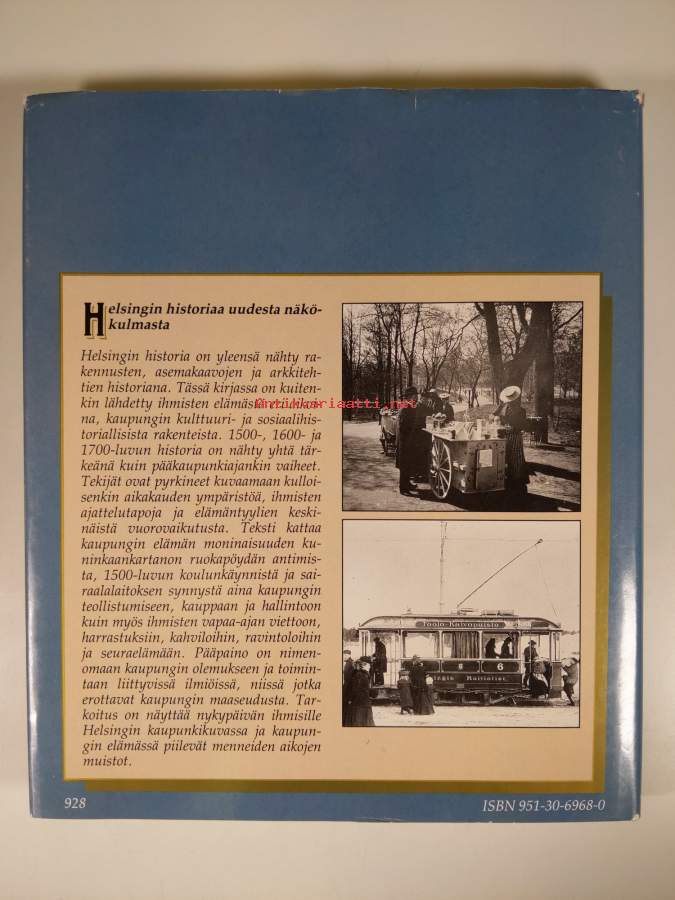 Helsingin historiaa uudesta näkö-
kulmasta
Helsingin historia on yleensä nähty ra-
kennusten, asemakaavojen ja arkkiteh-
tien historiana. Tässä kirjassa on kuiten-
kin lähdetty ihmisten elämästä
na, kaupungin kulttuuri- ja sosiaalihis-
toriallisista rakenteista. 1500-, 1600- ja
1700-luvun historia on nähty yhtä tär-
keänä kuin pääkaupunkiajankin vaiheet.
Tekijät ovat pyrkineet kuvaamaan kulloi-
senkin aikakauden ympäristöä, ihmisten
ajattelutapoja ja elämäntyylien keski-
näistä vuorovaikutusta. Teksti kattaa
kaupungin elämän moninaisuuden ku-
ninkaankartanon ruokapöydän antimis-
ta, 1500-luvun koulunkäynnistä ja sai-
raalalaitoksen synnystä aina kaupungin
teollistumiseen, kauppaan ja hallintoon
kuin myös ihmisten vapaa-ajan viettoon,
harrastuksiin, kahviloihin, ravintoloihin
ja seuraelämään. Pääpaino on nimen-
omaan kaupungin olemukseen ja toimin-
taan liittyvissä ilmiöissä, niissä jotka
erottavat kaupungin maaseudusta. Tar-
koitus on näyttää nykypäivän ihmisille
Helsingin kaupunkikuvassa ja kaupun-
gin elämässä piilevät menneiden aikojen
muistot.
Antikvariaatti.net
Töölö-Kaivopuisto
6
928
ISBN 951-30-6968-0